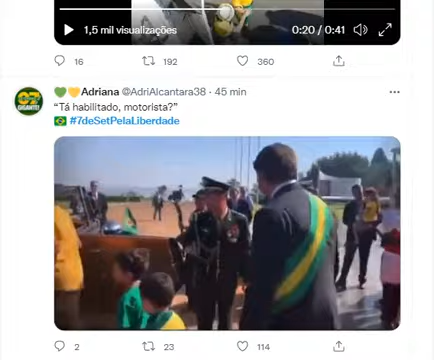 1,5 mil visualizações
0:20 / 0:41
16 192 360
Adriana @AdriAlcantara38 · 45 min
“Tá habilitado, motorista?”
#7deSetPelaLiberdade
2 23 114